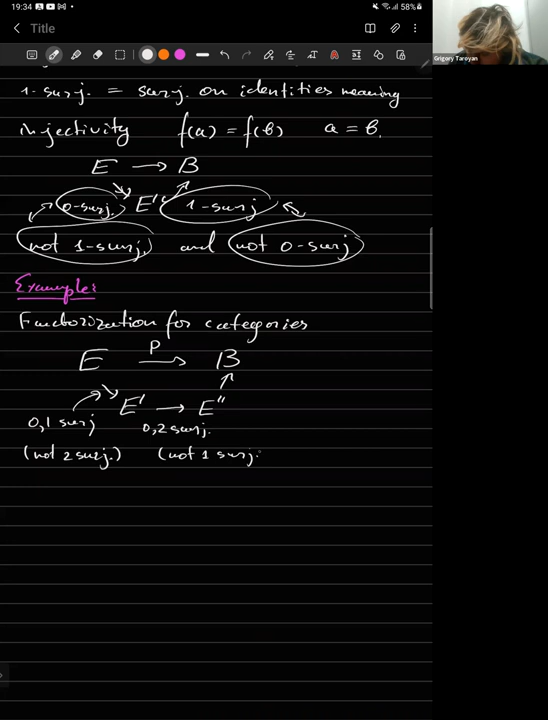 19:34
58%
Title
Grigory Taroyan
1-surj. = surj. on identities meaning
injectivity f(a) = f(b) a = b.
E → B
0-surj. E' 1-surj
not 1-surj. and not 0-surj
Example:
Factorization for categories
E P→ B
E' → E"
0,1 surj 0,2 surj.
(not 2 surj.) (not 1 surj.